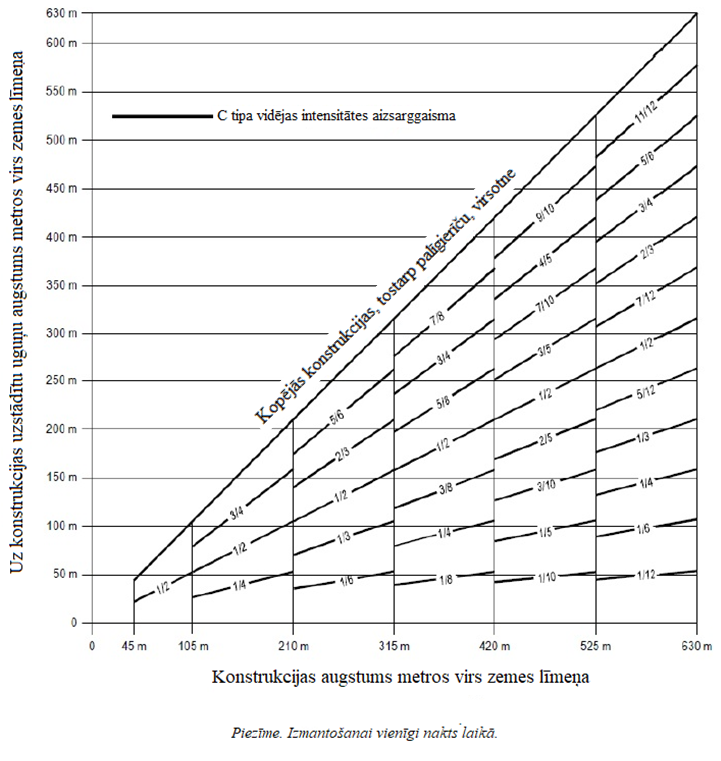 630 m
600 m
550 m
500 m
450 m
400 m
350 m
300 m
250 m
200 m
150 m
100 m
50 m
0
Uz konstrukcijas uzstādītu uguņu augstums metros virs zemes līmeņa
C tipa vidējas intensitātes aizsarggaisma
Kopējās konstrukcijas, tostarp palīgierīču, virsotne
1/2
3/4
1/2
1/4
5/6
2/3
1/2
1/3
1/6
7/8
3/4
5/8
1/2
3/8
1/4
1/8
9/10
4/5
7/10
3/5
1/2
2/5
3/10
1/5
1/10
11/12
5/6
3/4
2/3
7/12
1/2
5/12
1/3
1/4
1/6
1/12
0 45 m 105 m 210 m 315 m 420 m 525 m 630 m
Konstrukcijas augstums metros virs zemes līmeņa
Piezīme. Izmantošanai vienīgi nakts laikā.